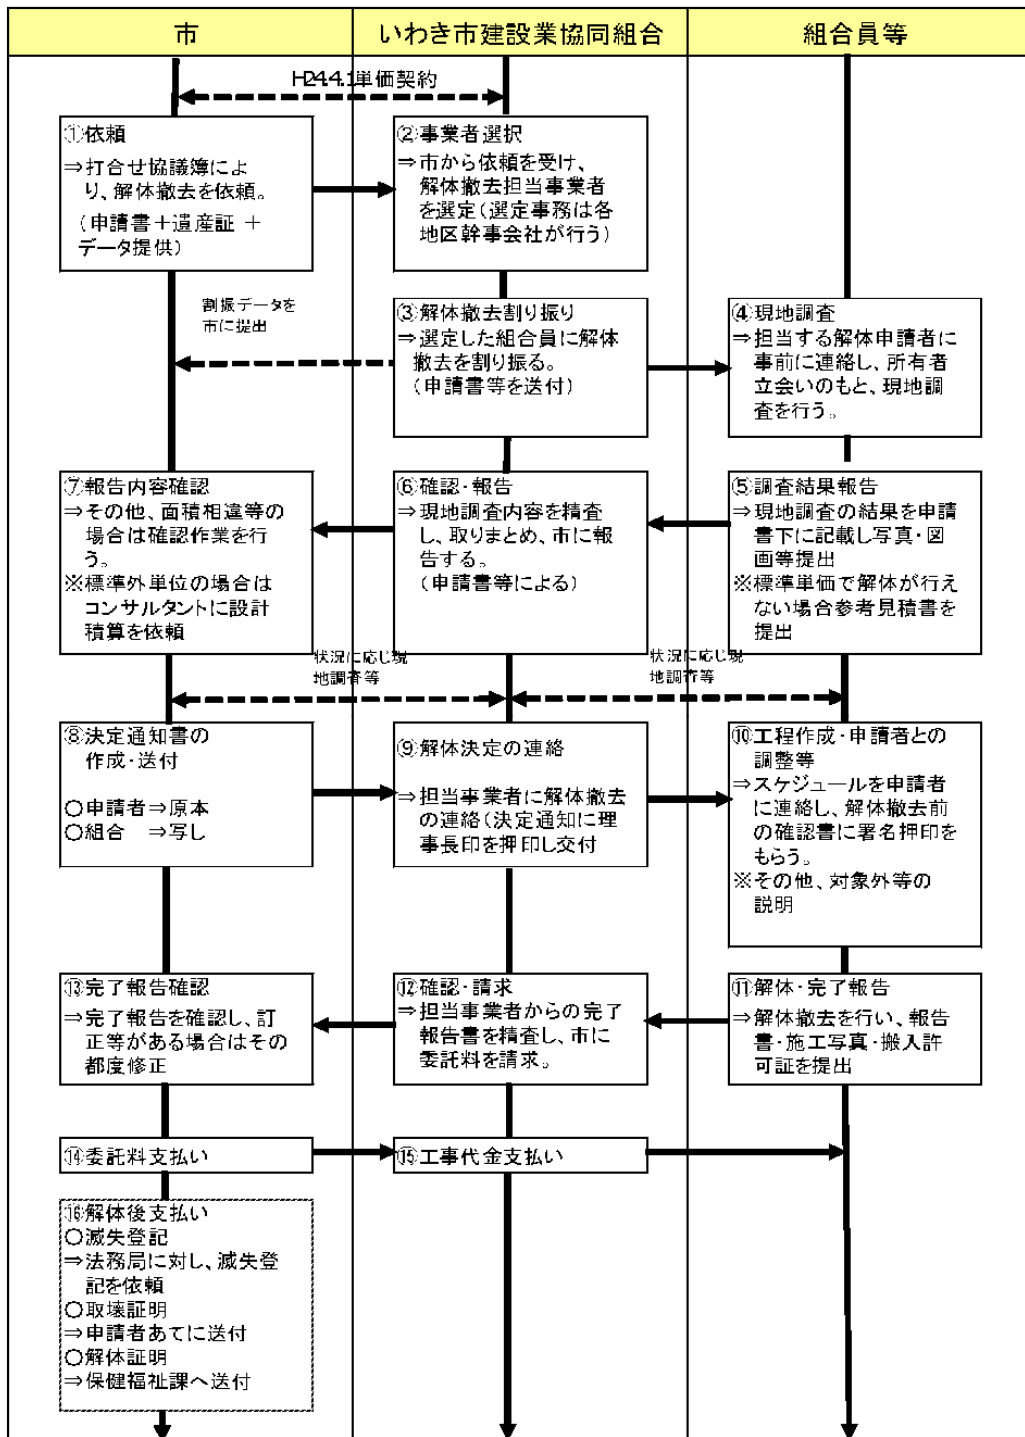 市
いわき市建設業協同組合
組合員等
H24.4.1単価契約
①依頼
⇒打合せ協議簿によ
り、解体撤去を依頼。
(申請書+遺産証 +
データ提供)
②事業者選択
⇒市から依頼を受け、
解体撤去担当事業者
を選定(選定事務は各
地区幹事会社が行う)
割振データを
市に提出
③解体撤去割り振り
⇒選定した組合員に解体
撤去を割り振る。
(申請書等を送付)
④現地調査
⇒担当する解体申請者に
事前に連絡し、所有者
立会いのもと、現地調
査を行う。
⑦報告内容確認
⇒その他、面積相違等の
場合は確認作業を行
う。
※標準外単位の場合は
コンサルタントに設計
積算を依頼
⑥確認・報告
⇒現地調査内容を精査
し、取りまとめ、市に報
告する。
(申請書等による)
⑤調査結果報告
⇒現地調査の結果を申請
書下に記載し写真・図
画等提出
※標準単価で解体が行え
ない場合参考見積書を
提出
状況に応じ現
地調査等
状況に応じ現
地調査等
⑧決定通知書の
作成・送付
○申請者⇒原本
○組合 ⇒写し
⑨解体決定の連絡
⇒担当事業者に解体撤去
の連絡(決定通知に理
事長印を押印し交付
⑩工程作成・申請者との
調整等
⇒スケジュールを申請者
に連絡し、解体撤去前
の確認書に署名押印を
もらう。
※その他、対象外等の
説明
⑬完了報告確認
⇒完了報告を確認し、訂
正等がある場合はその
都度修正
⑫確認・請求
⇒担当事業者からの完了
報告書を精査し、市に
委託料を請求。
⑪解体・完了報告
⇒解体撤去を行い、報告
書・施工写真・搬入許
可証を提出
⑭委託料支払い
⑮工事代金支払い
⑯解体後支払い
○滅失登記
⇒法務局に対し、滅失登
記を依頼
○取壊証明
⇒申請者あてに送付
○解体証明
⇒保健福祉課へ送付